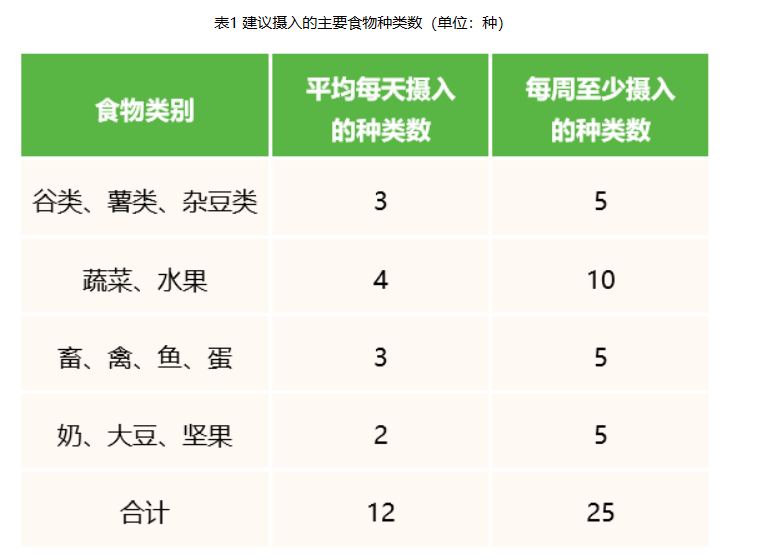 表1 建议摄入的主要食物种类数（单位：种）
食物类别 平均每天摄入的种类数 每周至少摄入的种类数
谷类、薯类、杂豆类 3 5
蔬菜、水果 4 10
畜、禽、鱼、蛋 3 5
奶、大豆、坚果 2 5
合计 12 25